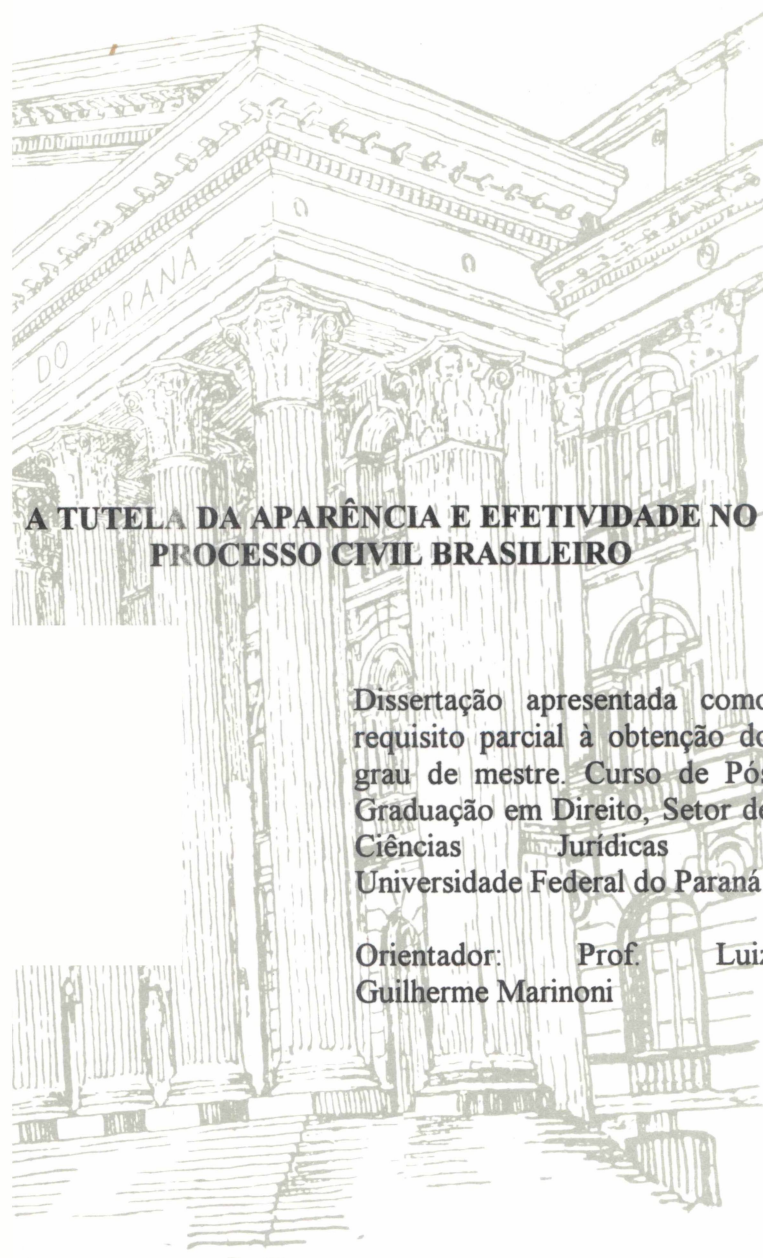 DO PARANÁ
A TUTELA DA APARÊNCIA E EFETIVIDADE NO
PROCESSO CIVIL BRASILEIRO
Dissertação apresentada como
requisito parcial à obtenção do
grau de mestre. Curso de Pós
Graduação em Direito, Setor de
Ciências Jurídicas
Universidade Federal do Paraná
Orientador: Prof. Luiz
Guilherme Marinoni